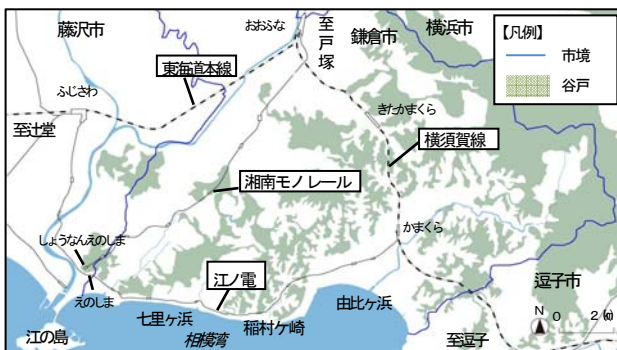 藤沢市
おおふな
至戸塚
鎌倉市
横浜市
【凡例】
市境
谷戸
東海道本線
ふじさわ
至辻堂
きたかまくら
横須賀線
湘南モノレール
かまくら
しょうなんえのしま
えのしま
江ノ電
逗子市
七里ヶ浜
由比ヶ浜
江の島
相模湾
稲村ケ崎
至逗子
N 0 2㎞